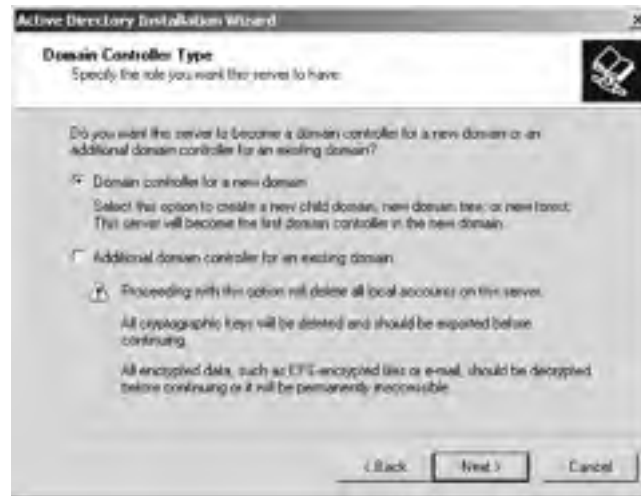 Active Directory Installation Wizard
Domain Controller Type
Specify the role you want this server to have:
Do you want this server to become a domain controller for a new domain or an
additional domain controller for an existing domain?
Domain controller for a new domain
Select this option to create a new child domain, new domain tree, or new forest.
This server will become the first domain controller in the new domain.
Additional domain controller for an existing domain
Proceeding with this option will delete all local accounts on this server.
All cryptographic keys will be deleted and should be exported before
continuing.
All encrypted data, such as EFS-encrypted files or e-mail, should be decrypted
before continuing or it will be permanently inaccessible.
< Back
Next >
Cancel